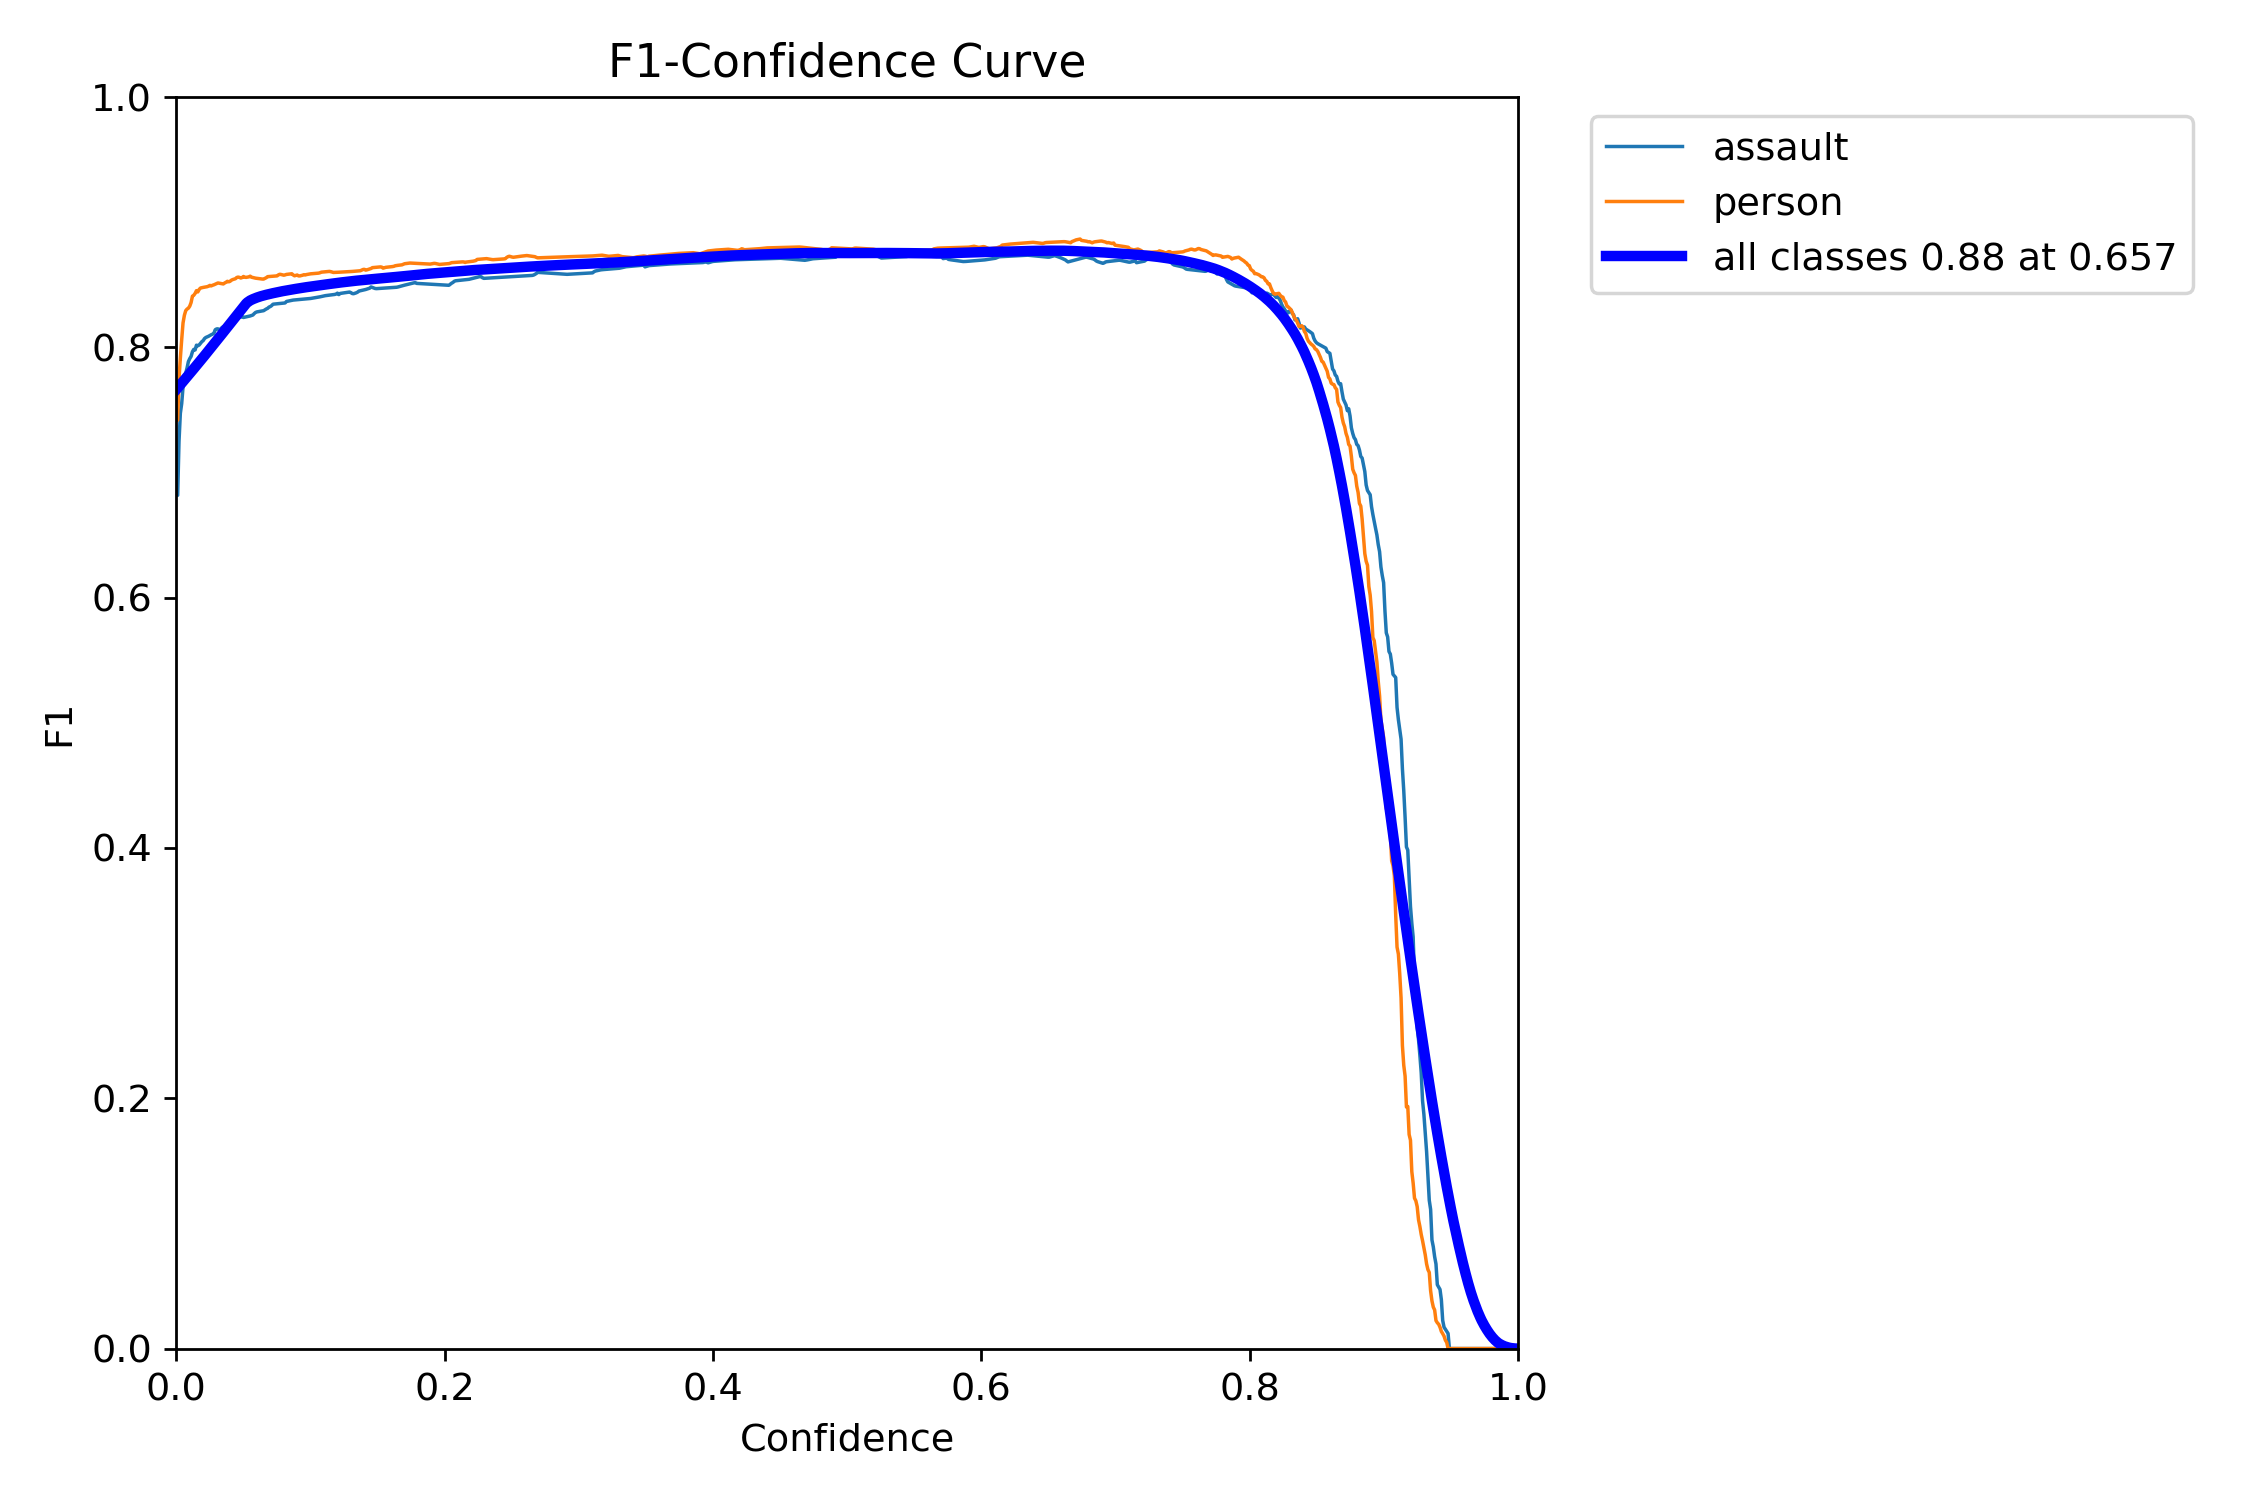 F1-Confidence Curve
1.0
0.8
0.6
0.4
0.2
0.0
F1
0.0 0.2 0.4 0.6 0.8 1.0
Confidence
assault
person
all classes 0.88 at 0.657